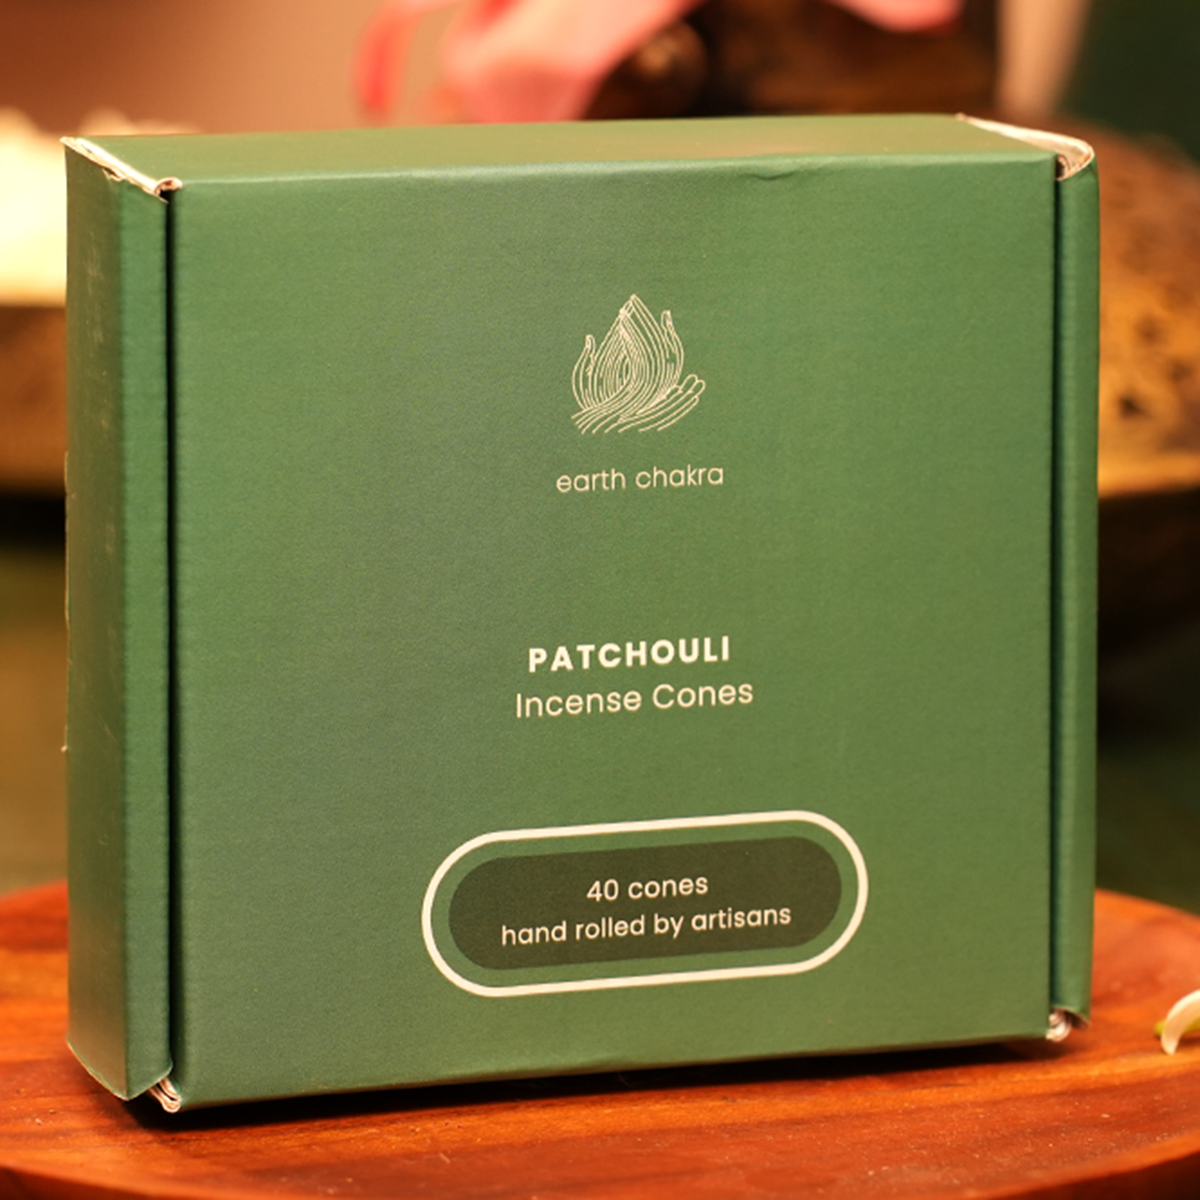 earth chakra
PATCHOULI
Incense Cones
40 cones
hand rolled by artisans